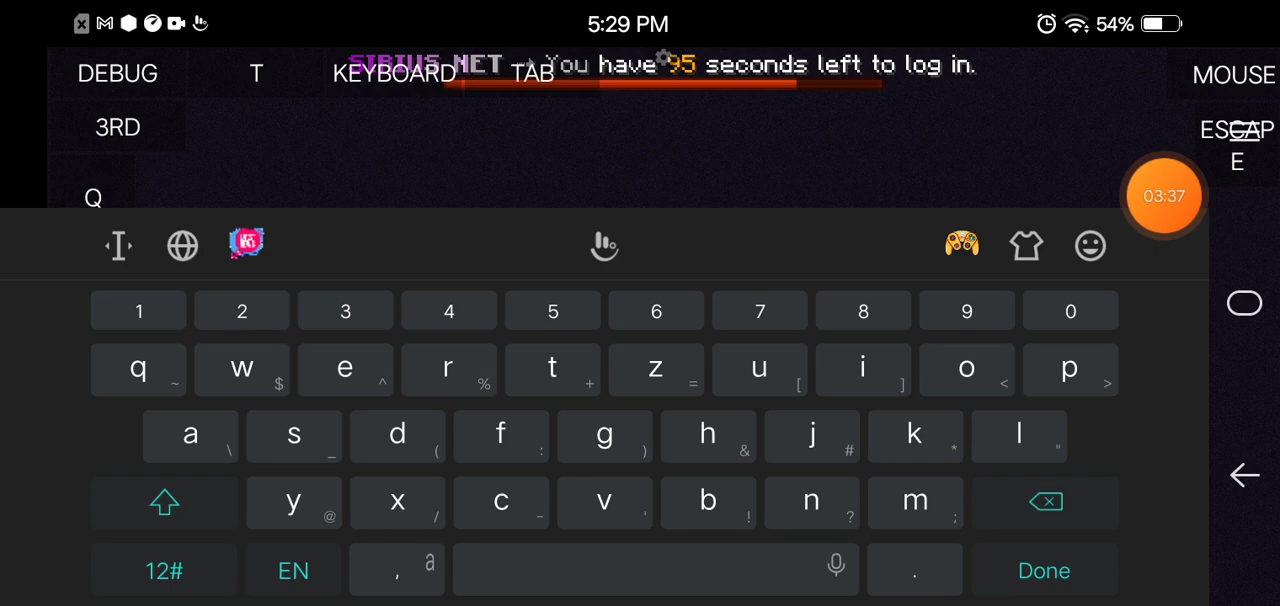 5:29 PM
54%
SIRIUS.NET → You have 95 seconds left to log in.
DEBUG T KEYBOARD TAB MOUSE
3RD ESCAP
E
Q
03:37
1 2 3 4 5 6 7 8 9 0
q ~ w $ e ^ r % t + z = u [ i ] o < p >
a \ s _ d ( f : g ) h & j # k * l "
y @ x / c - v ' b ! n ? m ;
12# EN , a . Done